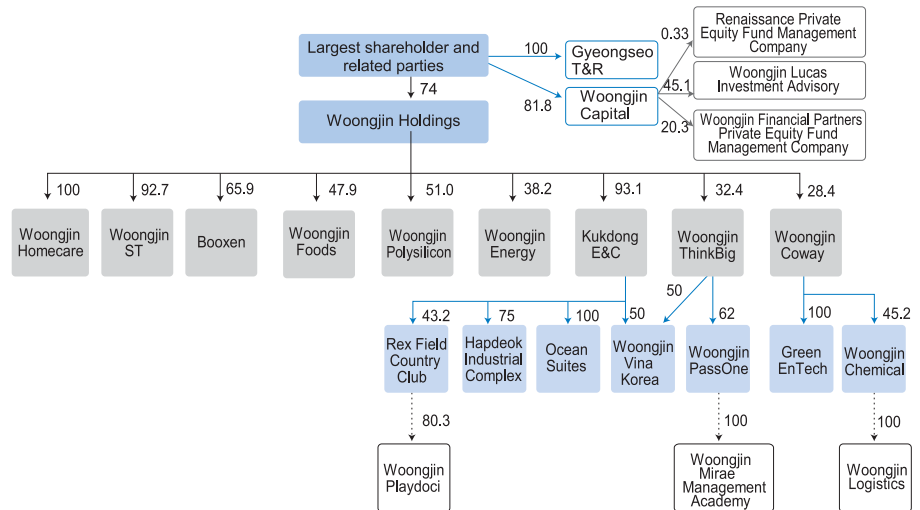 Largest shareholder and
related parties
100
Gyeongseo
T&R
0.33
Renaissance Private
Equity Fund Management
Company
74
81.8
Woongjin
Capital
45.1
Woongjin Lucas
Investment Advisory
20.3
Woongjin Financial Partners
Private Equity Fund
Management Company
Woongjin Holdings
100
92.7
65.9
47.9
51.0
38.2
93.1
32.4
28.4
Woongjin
Homecare
Woongjin
ST
Booxen
Woongjin
Foods
Woongjin
Polysilicon
Woongjin
Energy
Kukdong
E&C
Woongjin
ThinkBig
Woongjin
Coway
43.2
75
100
50
50
62
100
45.2
Rex Field
Country
Club
Hapdeok
Industrial
Complex
Ocean
Suites
Woongjin
Vina
Korea
Woongjin
PassOne
Green
EnTech
Woongjin
Chemical
80.3
100
100
Woongjin
Playdoci
Woongjin
Mirae
Management
Academy
Woongjin
Logistics